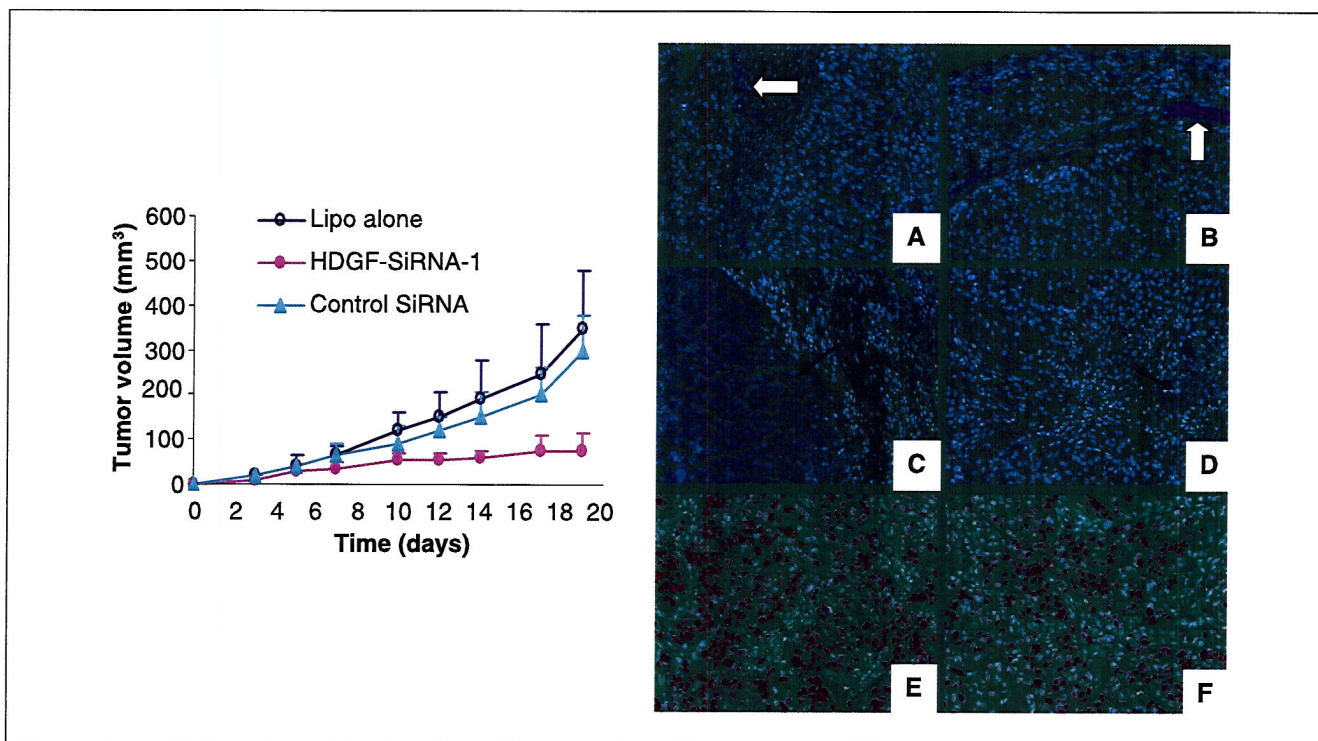 Lipo alone
HDGF-SiRNA-1
Control SiRNA
Tumor volume (mm³)
600
500
400
300
200
100
0
0 2 4 6 8 10 12 14 16 18 20
Time (days)
A
B
C
D
E
F